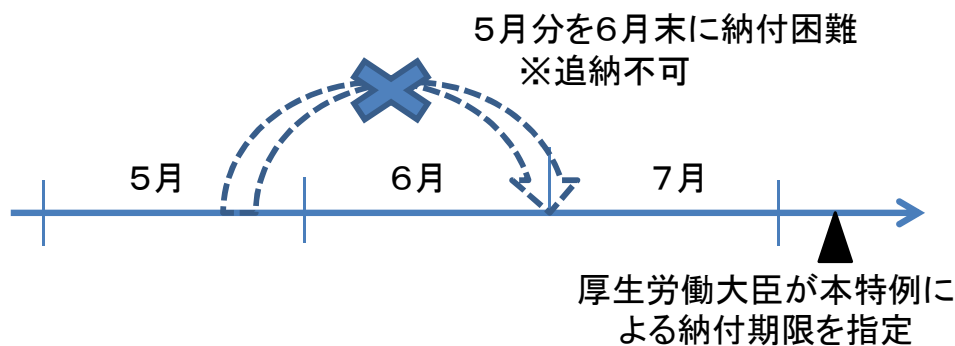 ５月分を６月末に納付困難
※追納不可
５月
６月
７月
厚生労働大臣が本特例に
よる納付期限を指定